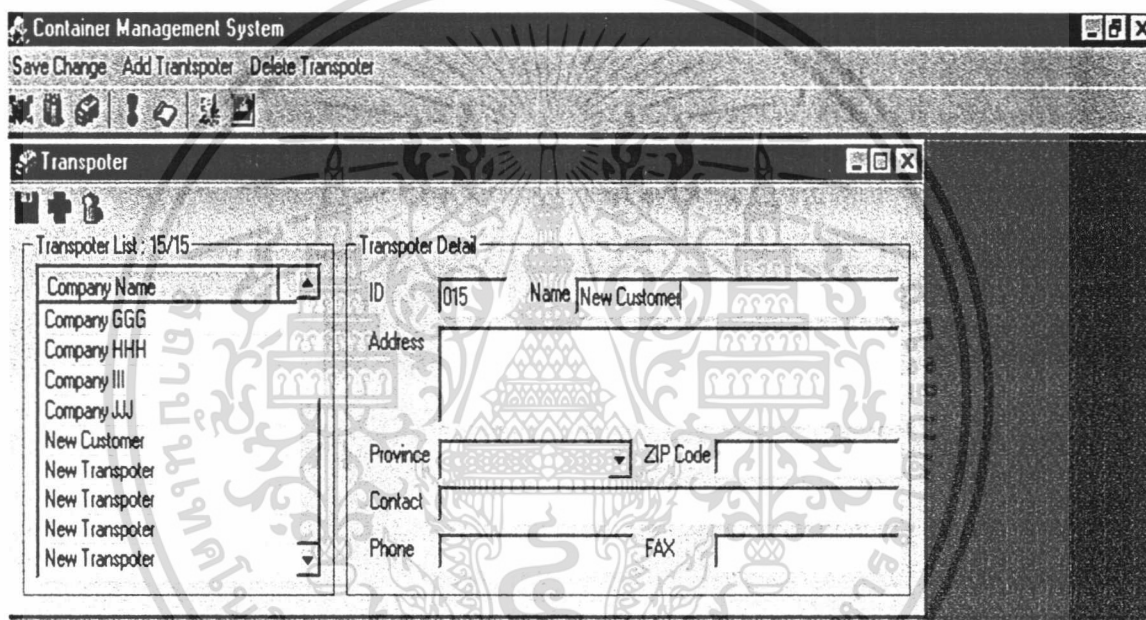 Container Management System
Save Change Add Trantspoter Delete Transpoter
Transpoter
Transpoter List : 15/15
Company Name
Company GGG
Company HHH
Company III
Company JJJ
New Customer
New Transpoter
New Transpoter
New Transpoter
New Transpoter
Transpoter Detail
ID 015 Name New Customer
Address
Province ZIP Code
Contact
Phone FAX